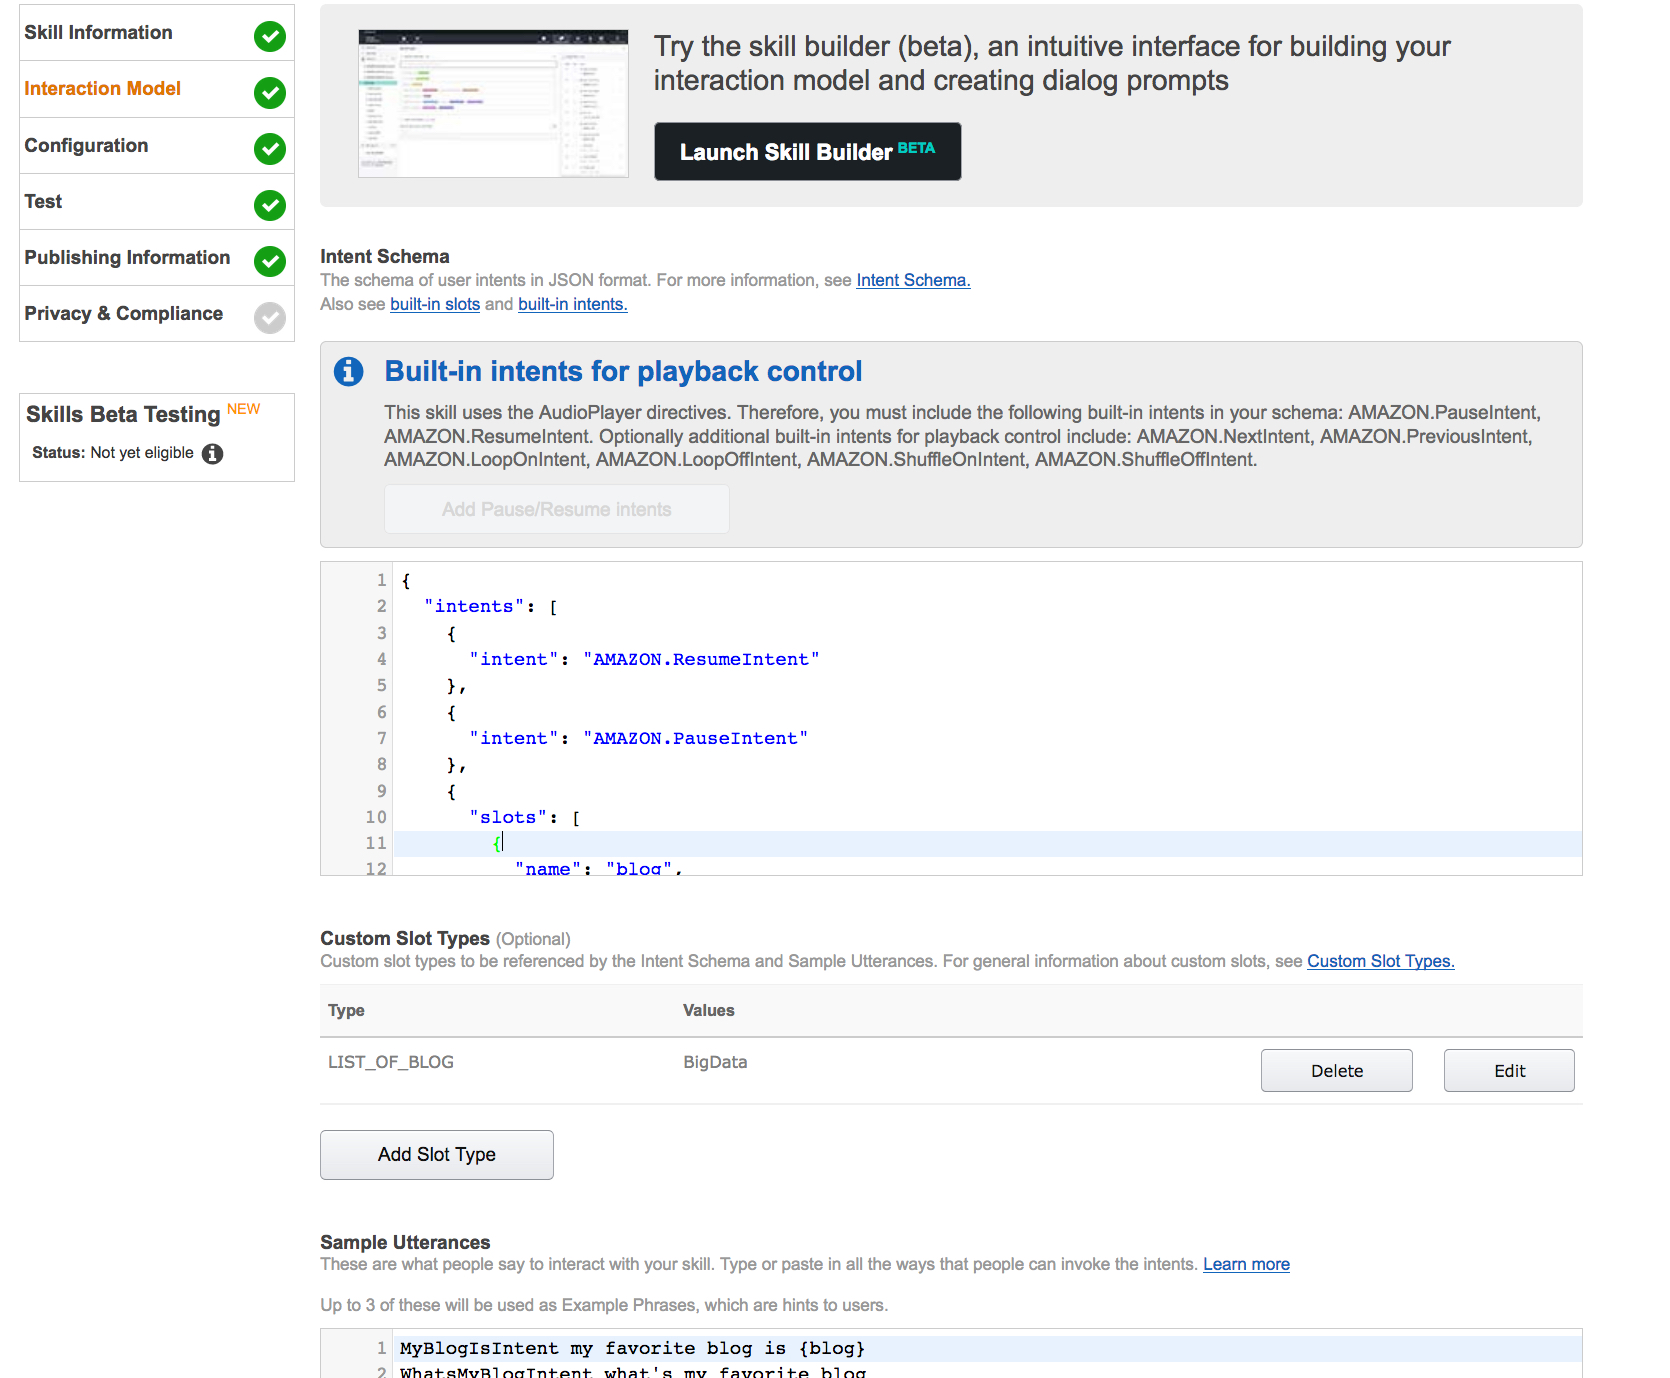 Skill Information
Interaction Model
Configuration
Test
Publishing Information
Privacy & Compliance
Skills Beta Testing NEW
Status: Not yet eligible
Try the skill builder (beta), an intuitive interface for building your
interaction model and creating dialog prompts
Launch Skill Builder BETA
Intent Schema
The schema of user intents in JSON format. For more information, see Intent Schema.
Also see built-in slots and built-in intents.
Built-in intents for playback control
This skill uses the AudioPlayer directives. Therefore, you must include the following built-in intents in your schema: AMAZON.PauseIntent,
AMAZON.ResumeIntent. Optionally additional built-in intents for playback control include: AMAZON.NextIntent, AMAZON.PreviousIntent,
AMAZON.LoopOnIntent, AMAZON.LoopOffIntent, AMAZON.ShuffleOnIntent, AMAZON.ShuffleOffIntent.
Add Pause/Resume intents
1 {
2 "intents": [
3 {
4 "intent": "AMAZON.ResumeIntent"
5 },
6 {
7 "intent": "AMAZON.PauseIntent"
8 },
9 {
10 "slots": [
11 {
12 "name": "blog",
Custom Slot Types (Optional)
Custom slot types to be referenced by the Intent Schema and Sample Utterances. For general information about custom slots, see Custom Slot Types.
Type Values
LIST_OF_BLOG BigData Delete Edit
Add Slot Type
Sample Utterances
These are what people say to interact with your skill. Type or paste in all the ways that people can invoke the intents. Learn more
Up to 3 of these will be used as Example Phrases, which are hints to users.
1 MyBlogIsIntent my favorite blog is {blog}
2 WhatsMyBlogIntent what's my favorite blog